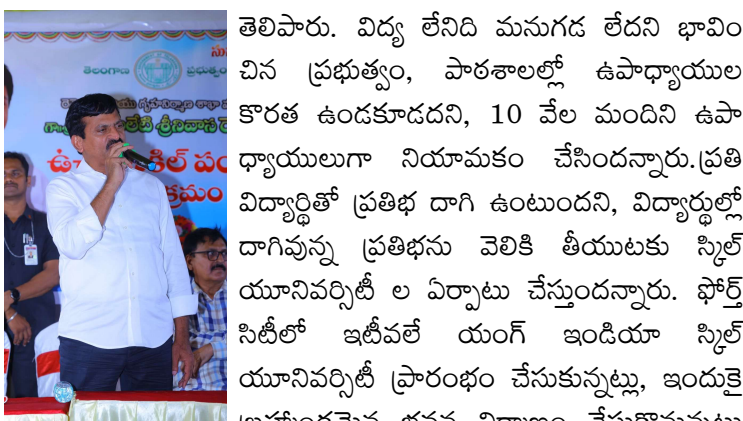 తెలంగాణ ప్రభుత్వం
తెలిపారు. విద్య లేనిది మనుగడ లేదని భావిం
చిన ప్రభుత్వం, పాఠశాలల్లో ఉపాధ్యాయుల
కొరత ఉండకూడదని, 10 వేల మందిని ఉపా
ధ్యాయులుగా నియామకం చేసిందన్నారు.ప్రతి
విద్యార్థితో ప్రతిభ దాగి ఉంటుందని, విద్యార్థుల్లో
దాగివున్న ప్రతిభను వెలికి తీయుటకు స్కిల్
యూనివర్సిటీ ల ఏర్పాటు చేస్తుందన్నారు. ఫోర్త్
సిటీలో ఇటీవలే యంగ్ ఇండియా స్కిల్
యూనివర్సిటీ ప్రారంభం చేసుకున్నట్లు, ఇందుకై